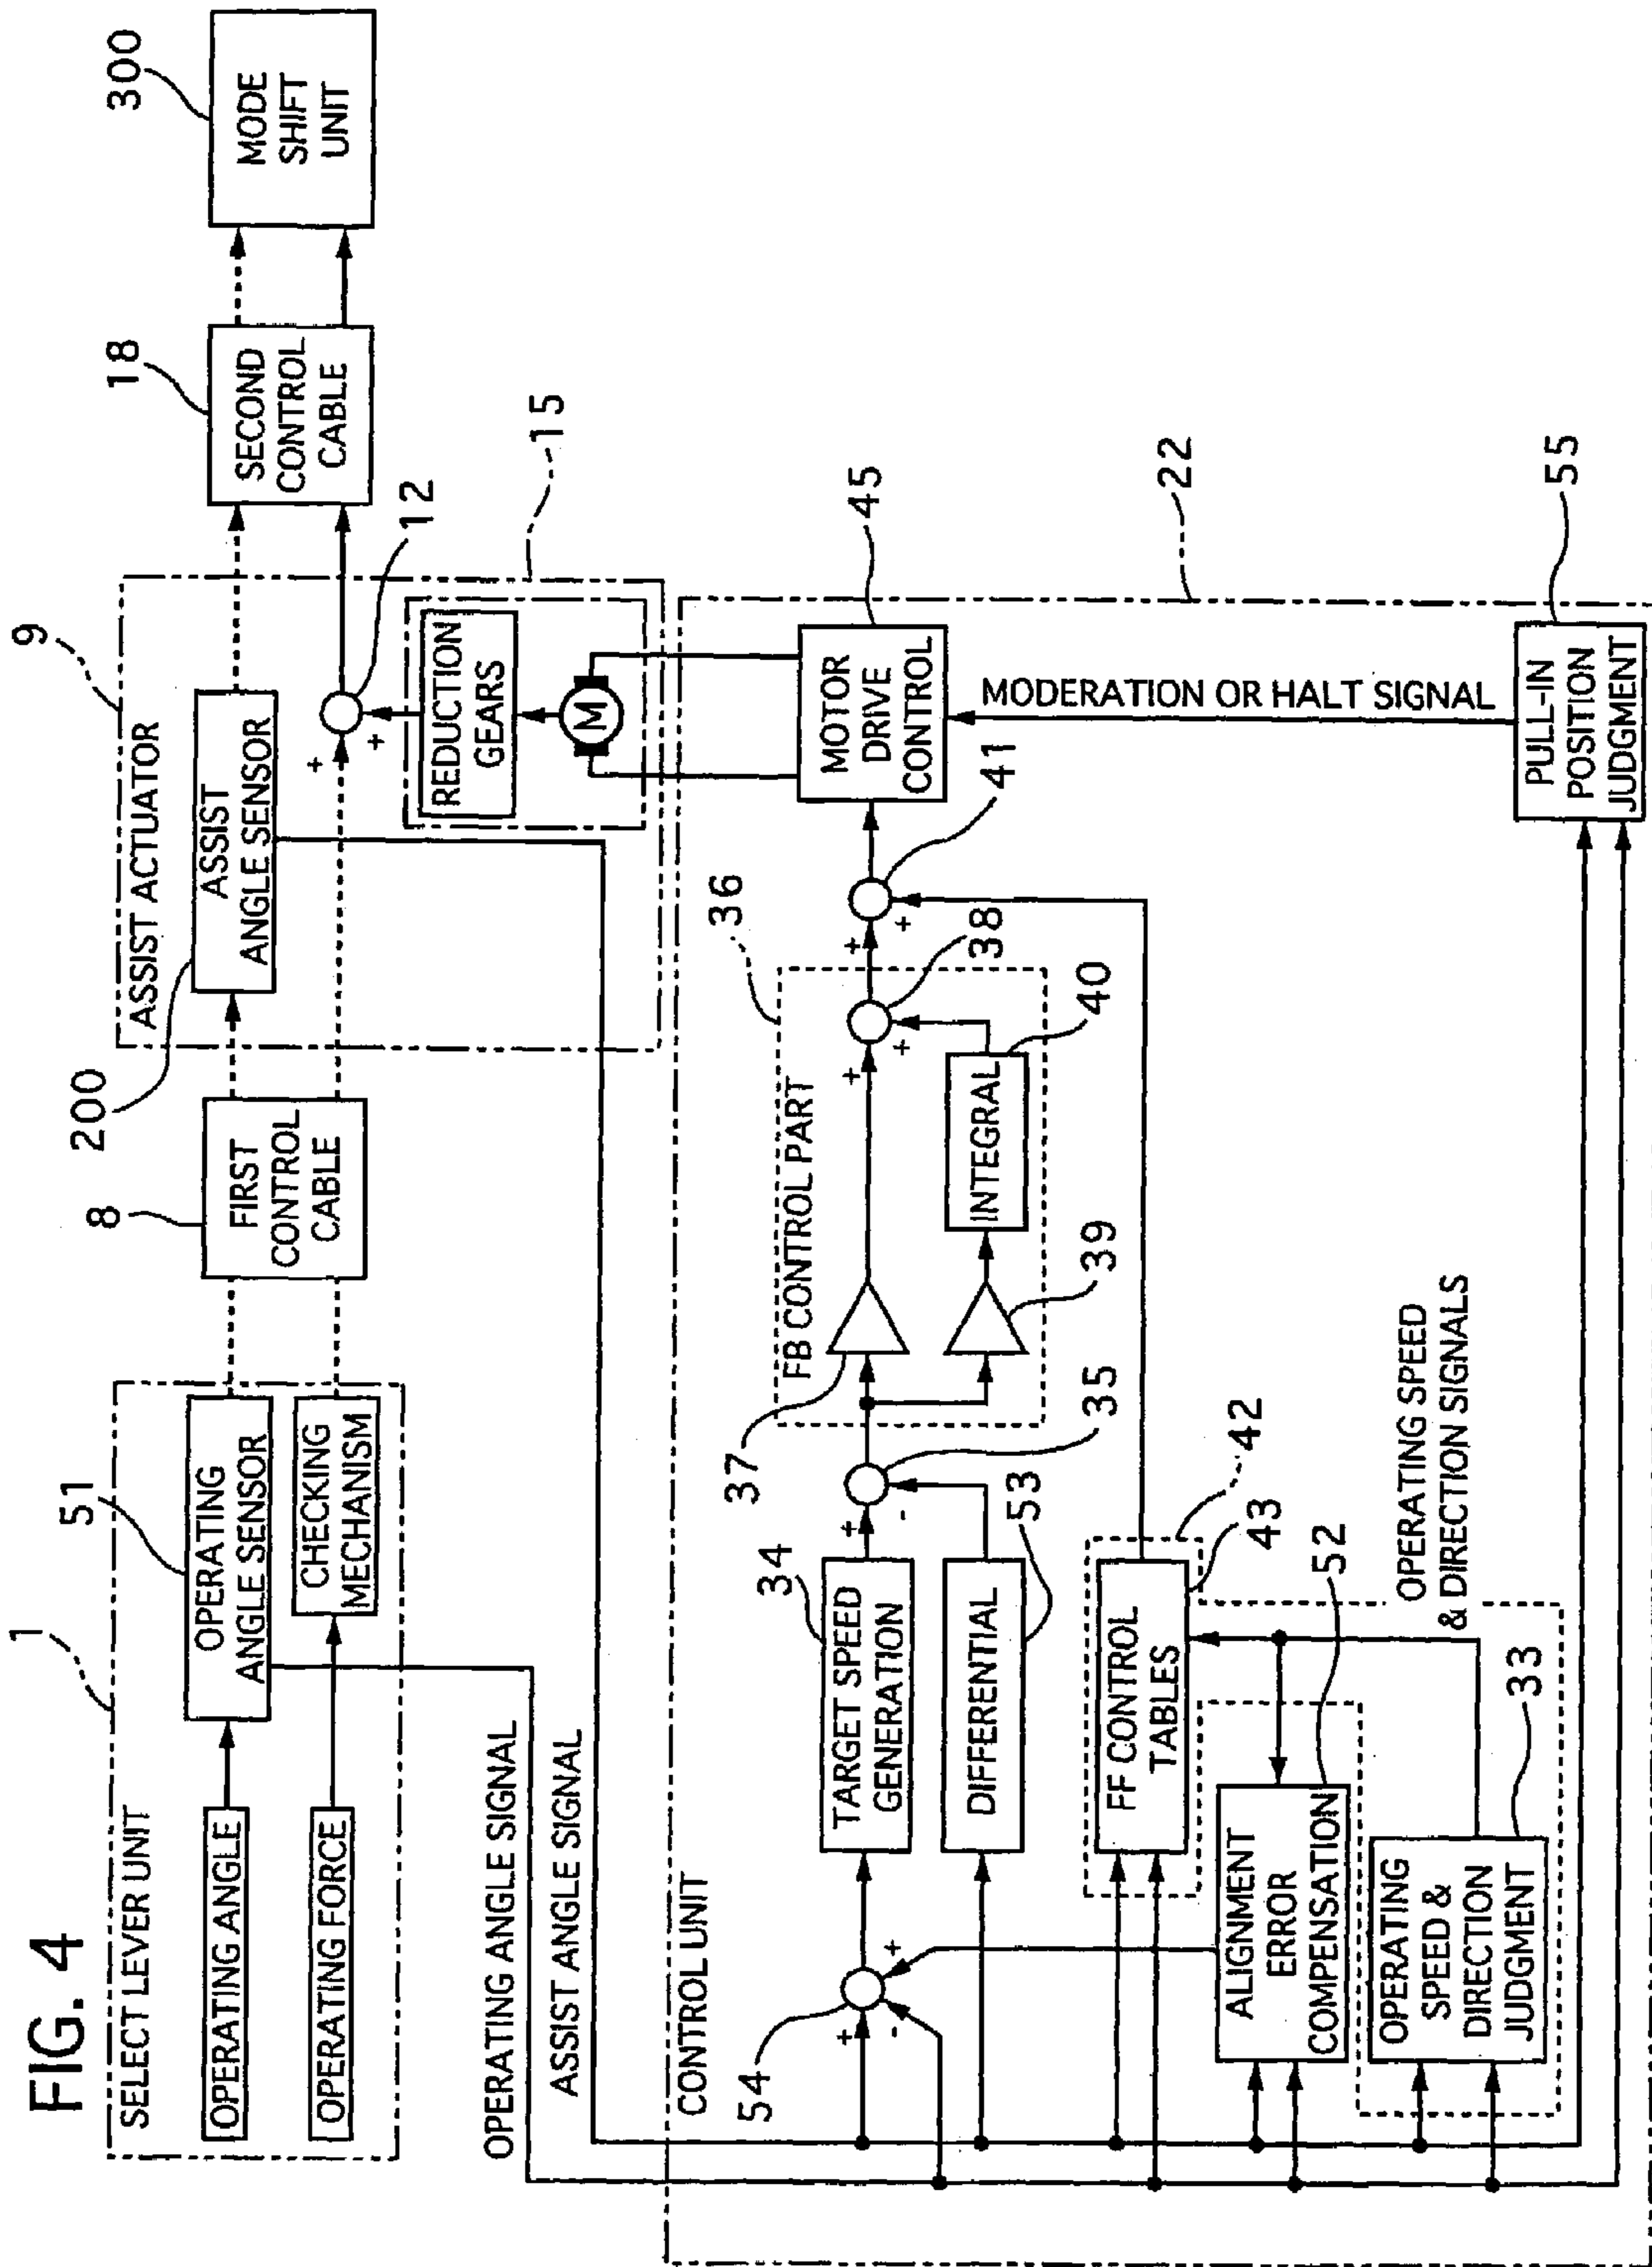 FIG. 4
1
SELECT LEVER UNIT
OPERATING ANGLE
OPERATING FORCE
51
OPERATING
ANGLE SENSOR
CHECKING
MECHANISM
8
FIRST
CONTROL
CABLE
200
9
ASSIST ACTUATOR
ASSIST
ANGLE SENSOR
+
+
12
REDUCTION
GEARS
M
15
18
SECOND
CONTROL
CABLE
300
MODE
SHIFT
UNIT
OPERATING ANGLE SIGNAL
ASSIST ANGLE SIGNAL
CONTROL UNIT
22
54
+
-
+
34
TARGET SPEED
GENERATION
DIFFERENTIAL
53
+
-
35
FB CONTROL PART
36
37
39
INTEGRAL
40
+
+
38
+
+
41
MOTOR
DRIVE
CONTROL
45
MODERATION OR HALT SIGNAL
FF CONTROL
TABLES
42
43
ALIGNMENT
ERROR
COMPENSATION
52
OPERATING
SPEED &
DIRECTION
JUDGMENT
33
OPERATING SPEED
& DIRECTION SIGNALS
PULL-IN
POSITION
JUDGMENT
55